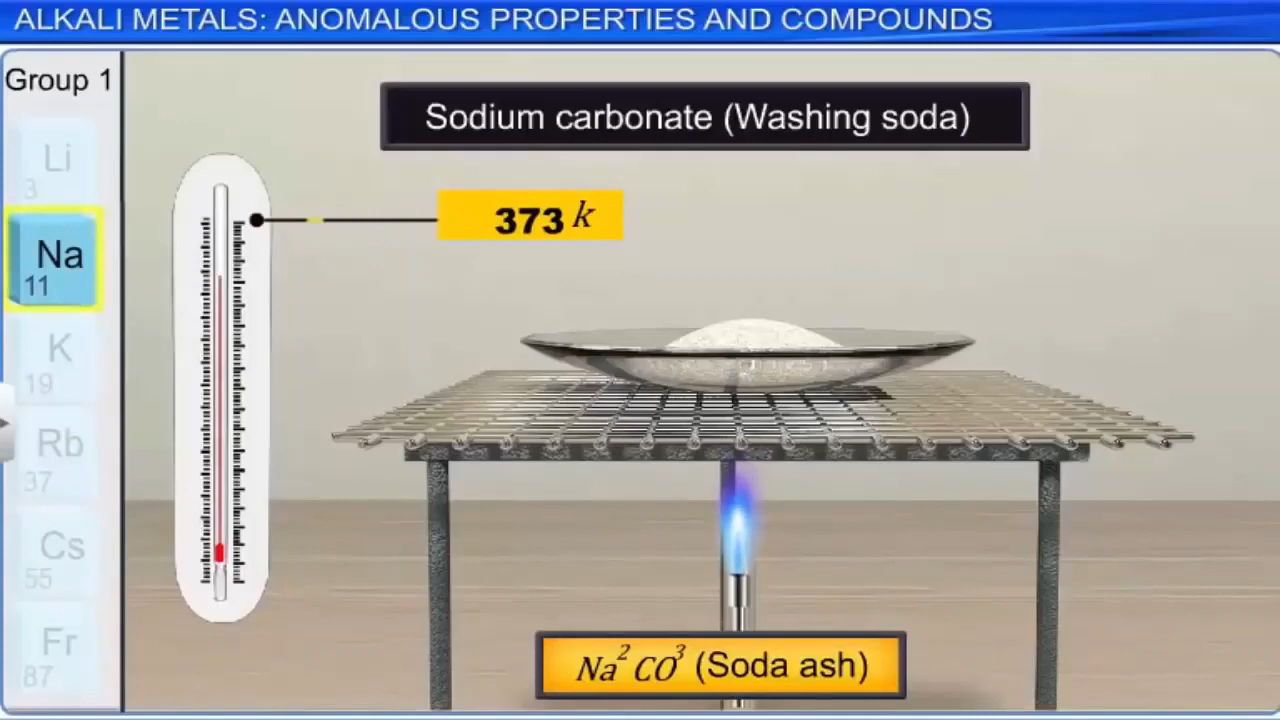 ALKALI METALS: ANOMALOUS PROPERTIES AND COMPOUNDS
Group 1
Li
3
Na
11
K
19
Rb
37
Cs
55
Fr
87
Sodium carbonate (Washing soda)
373 k
Na² CO³ (Soda ash)